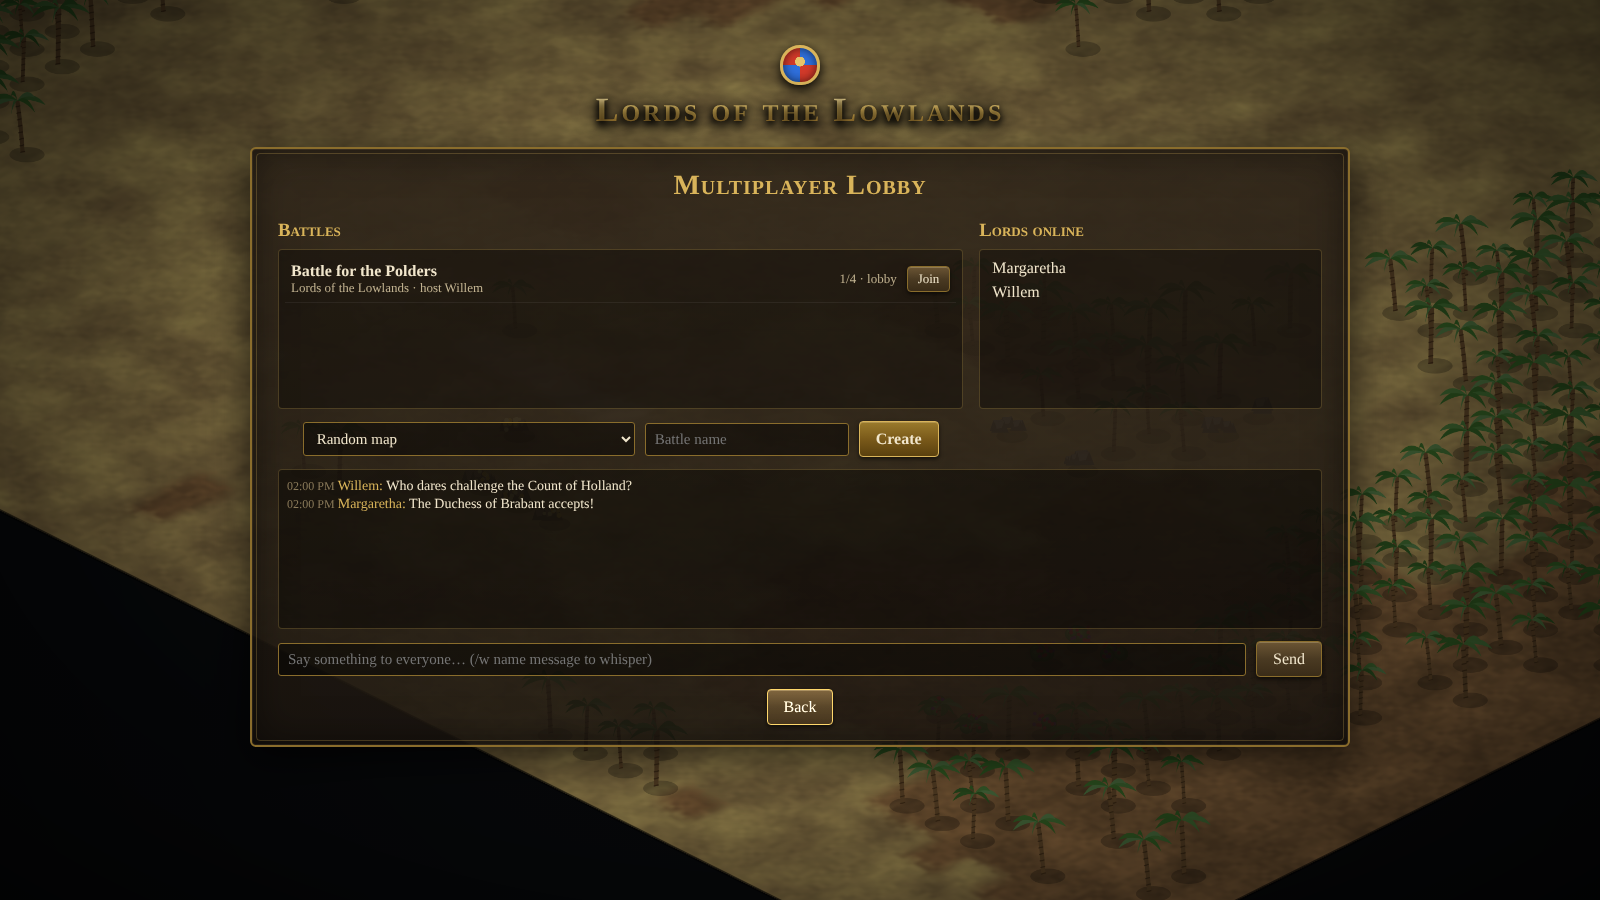 Lords of the Lowlands
Multiplayer Lobby
Battles
Battle for the Polders
Lords of the Lowlands · host Willem
1/4 · lobby
Join
Lords online
Margaretha
Willem
Random map
Battle name
Create
02:00 PM Willem: Who dares challenge the Count of Holland?
02:00 PM Margaretha: The Duchess of Brabant accepts!
Say something to everyone… (/w name message to whisper)
Send
Back